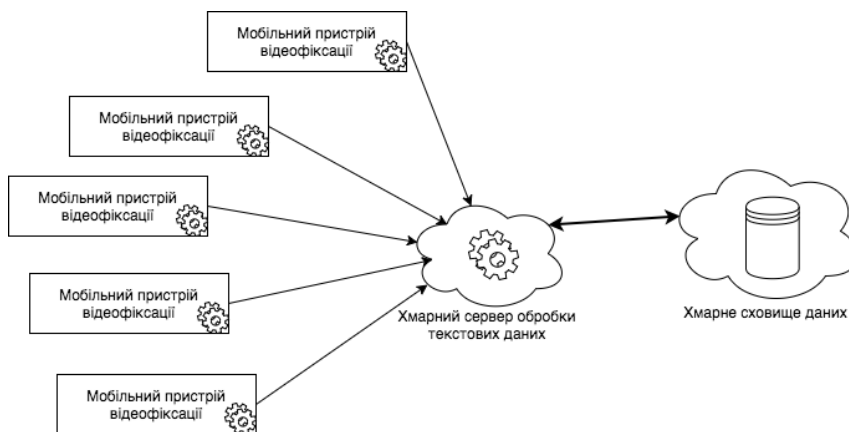 Мобільний пристрій
відеофіксації
Мобільний пристрій
відеофіксації
Мобільний пристрій
відеофіксації
Мобільний пристрій
відеофіксації
Хмарний сервер обробки
текстових даних
Хмарне сховище даних
Мобільний пристрій
відеофіксації